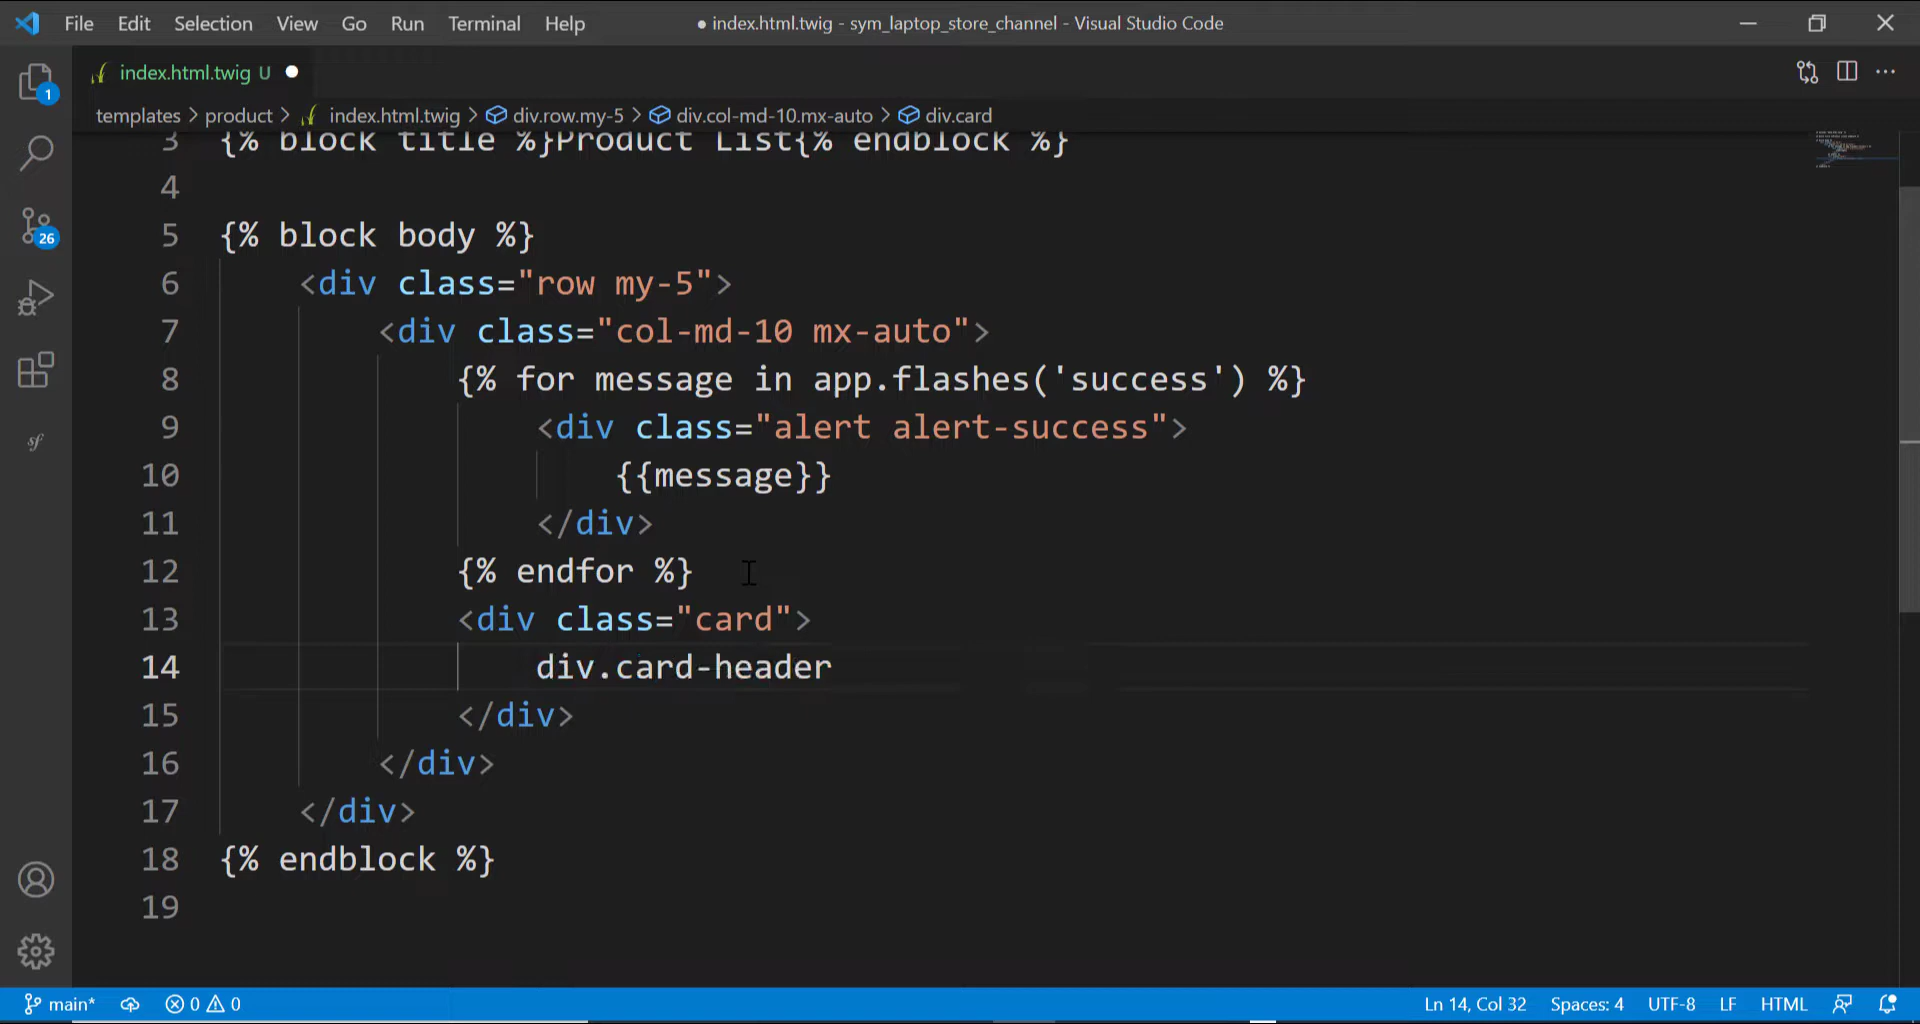 File Edit Selection View Go Run Terminal Help ● index.html.twig - sym_laptop_store_channel - Visual Studio Code
index.html.twig U
1
templates > product > index.html.twig > div.row.my-5 > div.col-md-10.mx-auto > div.card
3 {% block title %}Product List{% endblock %}
4
5 {% block body %}
6 <div class="row my-5">
7 <div class="col-md-10 mx-auto">
8 {% for message in app.flashes('success') %}
9 <div class="alert alert-success">
10 {{message}}
11 </div>
12 {% endfor %}
13 <div class="card">
14 div.card-header
15 </div>
16 </div>
17 </div>
18 {% endblock %}
19
26
sf
main* 0 0 Ln 14, Col 32 Spaces: 4 UTF-8 LF HTML